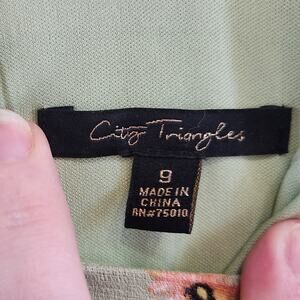 City Triangles
9
MADE IN
CHINA
RN#75010